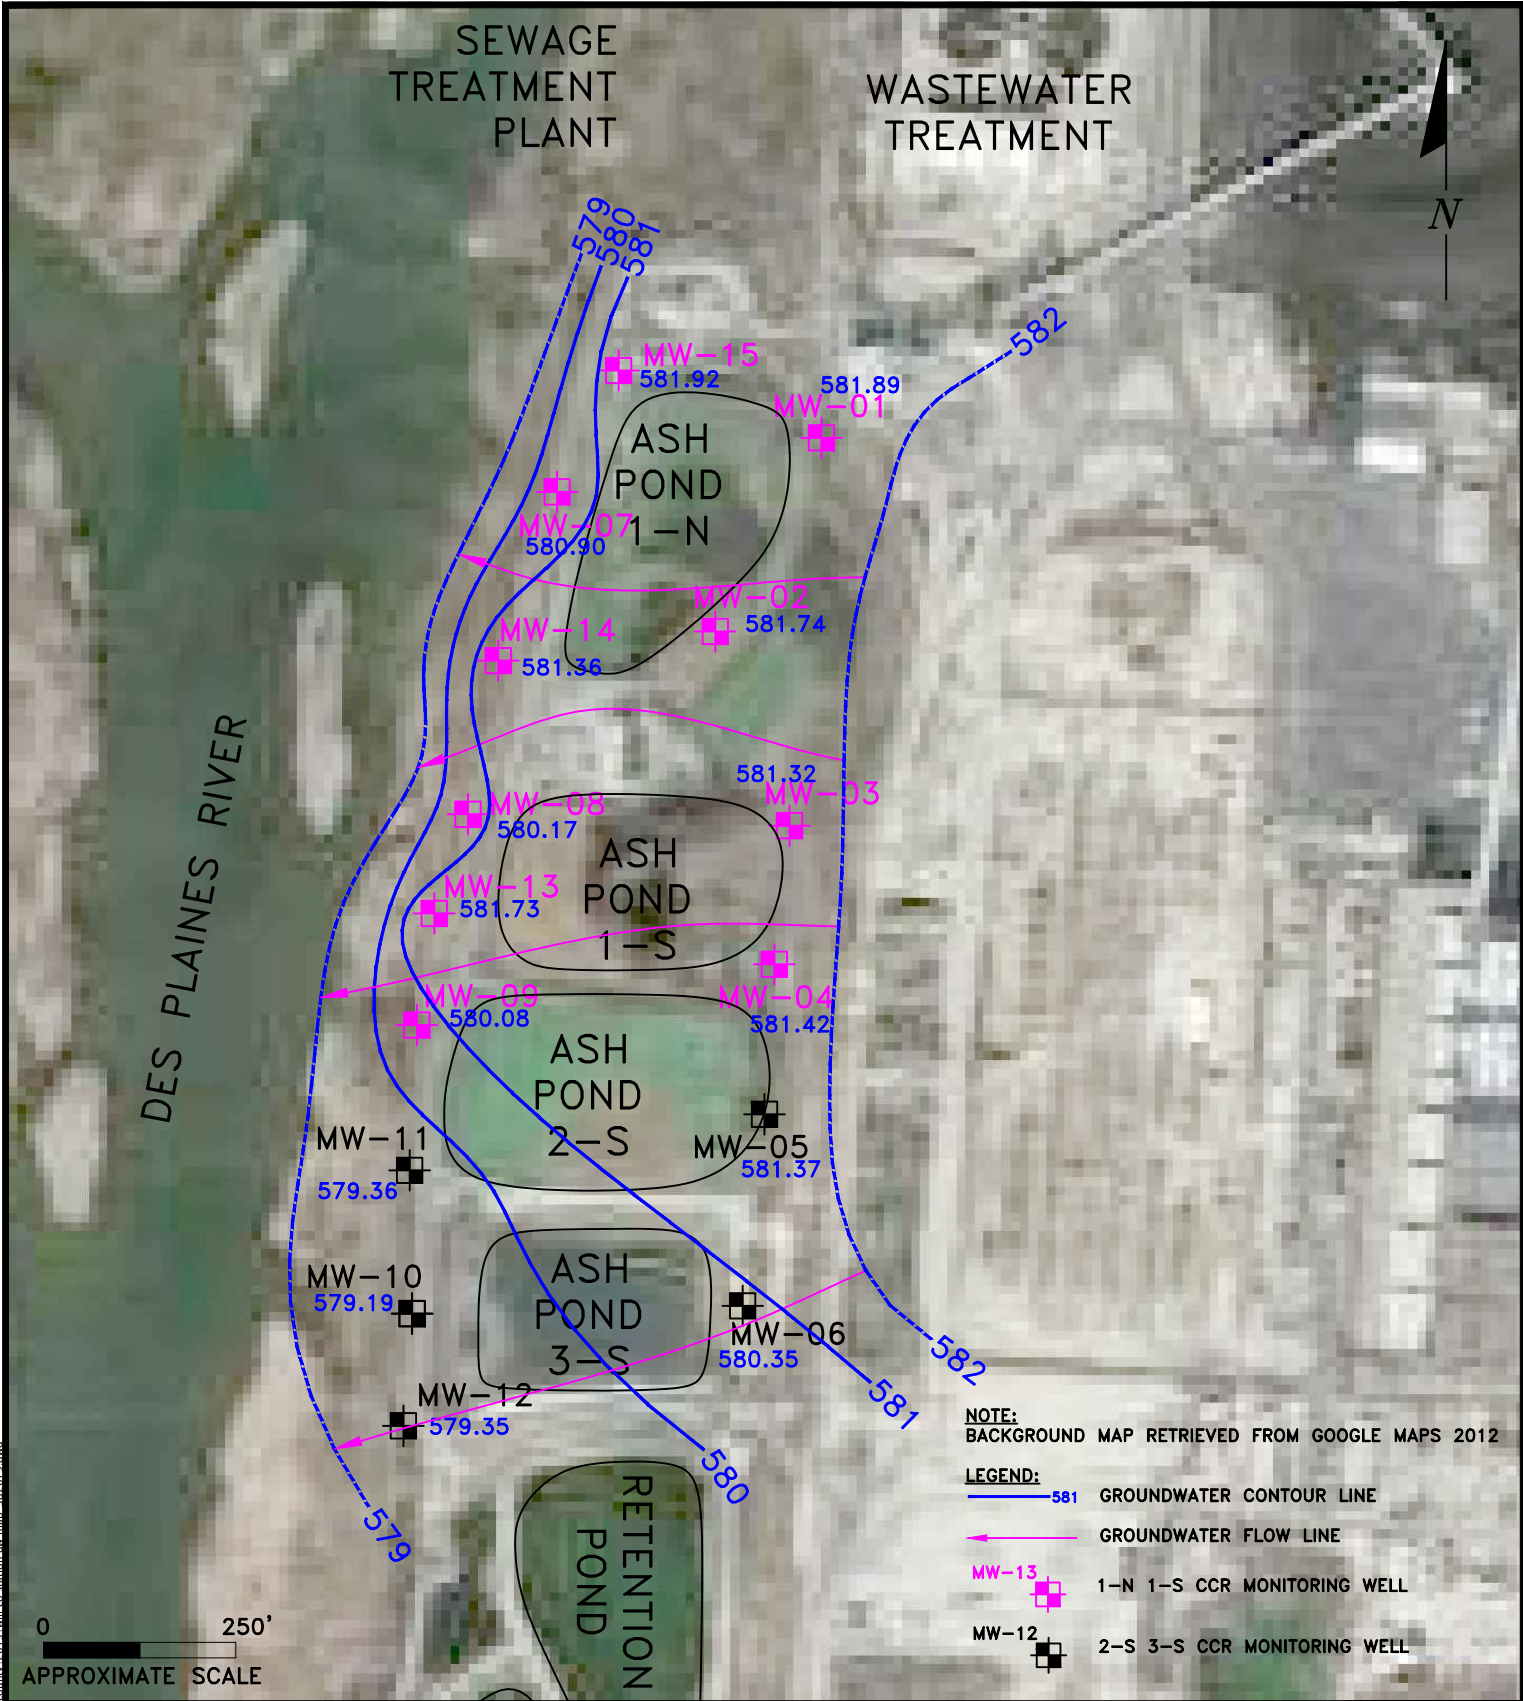 SEWAGE
TREATMENT
PLANT
WASTEWATER
TREATMENT
N
579
580
581
582
MW-15
581.92
581.89
MW-01
ASH
POND
1-N
MW-07
580.90
MW-02
581.74
MW-14
581.36
DES PLAINES RIVER
581.32
MW-03
MW-08
580.17
ASH
POND
1-S
MW-13
581.73
MW-09
580.08
MW-04
581.42
ASH
POND
2-S
MW-11
579.36
MW-05
581.37
MW-10
579.19
ASH
POND
3-S
MW-06
580.35
MW-12
579.35
582
581
580
579
RETENTION
POND
NOTE:
BACKGROUND MAP RETRIEVED FROM GOOGLE MAPS 2012
LEGEND:
581 GROUNDWATER CONTOUR LINE
GROUNDWATER FLOW LINE
MW-13 1-N 1-S CCR MONITORING WELL
MW-12 2-S 3-S CCR MONITORING WELL
0 250'
APPROXIMATE SCALE